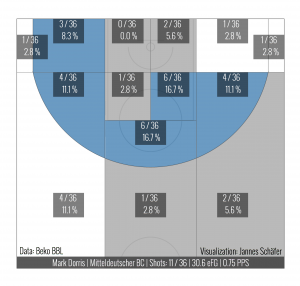 3 / 36 0 / 36 2 / 36 1 / 36
8.3 % 0.0 % 5.6 % 2.8 %
1 / 36 1 / 36
2.8 % 2.8 %
4 / 36 1 / 36 6 / 36 4 / 36
11.1 % 2.8 % 16.7 % 11.1 %
6 / 36
16.7 %
4 / 36 1 / 36 2 / 36
11.1 % 2.8 % 5.6 %
Data: Beko BBL Visualization: Jannes Schäfer
Mark Dorris | Mitteldeutscher BC | Shots: 11 / 36 | 30.6 eFG | 0.75 PPS